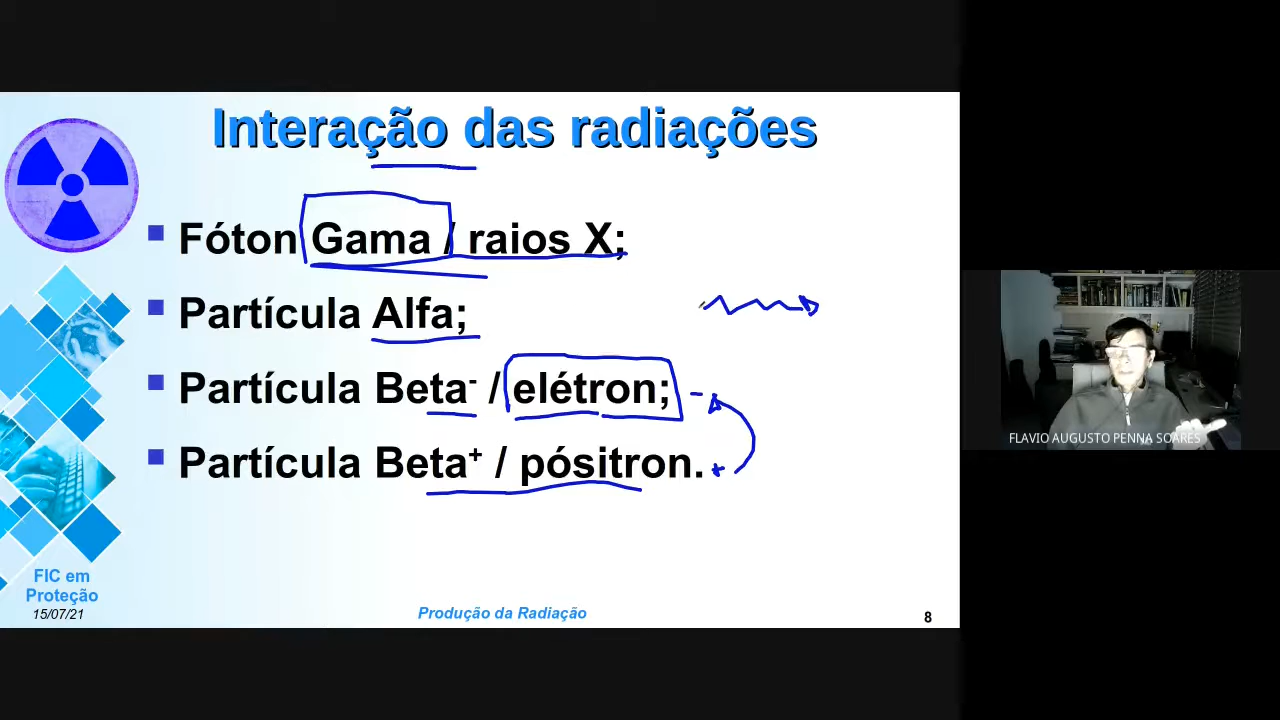 Interação das radiações
Fóton Gama / raios X;
Partícula Alfa;
Partícula Beta- / elétron; -
Partícula Beta+ / pósitron. +
FIC em
Proteção
15/07/21
Produção da Radiação
8
FLAVIO AUGUSTO PENNA SOARES